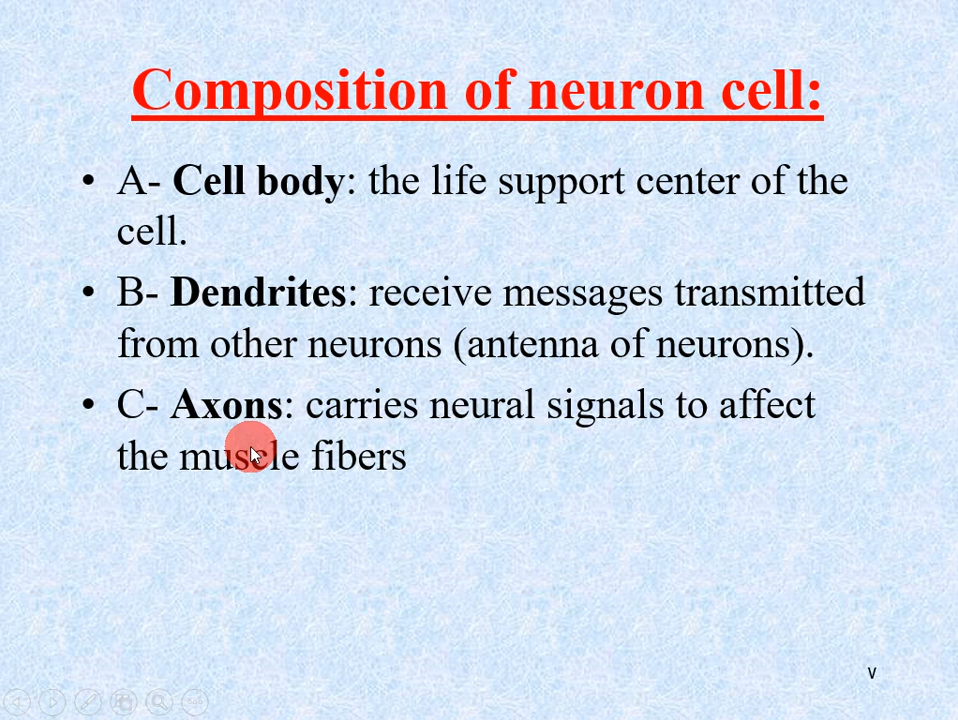 Composition of neuron cell:
• A- Cell body: the life support center of the
cell.
• B- Dendrites: receive messages transmitted
from other neurons (antenna of neurons).
• C- Axons: carries neural signals to affect
the muscle fibers
٧